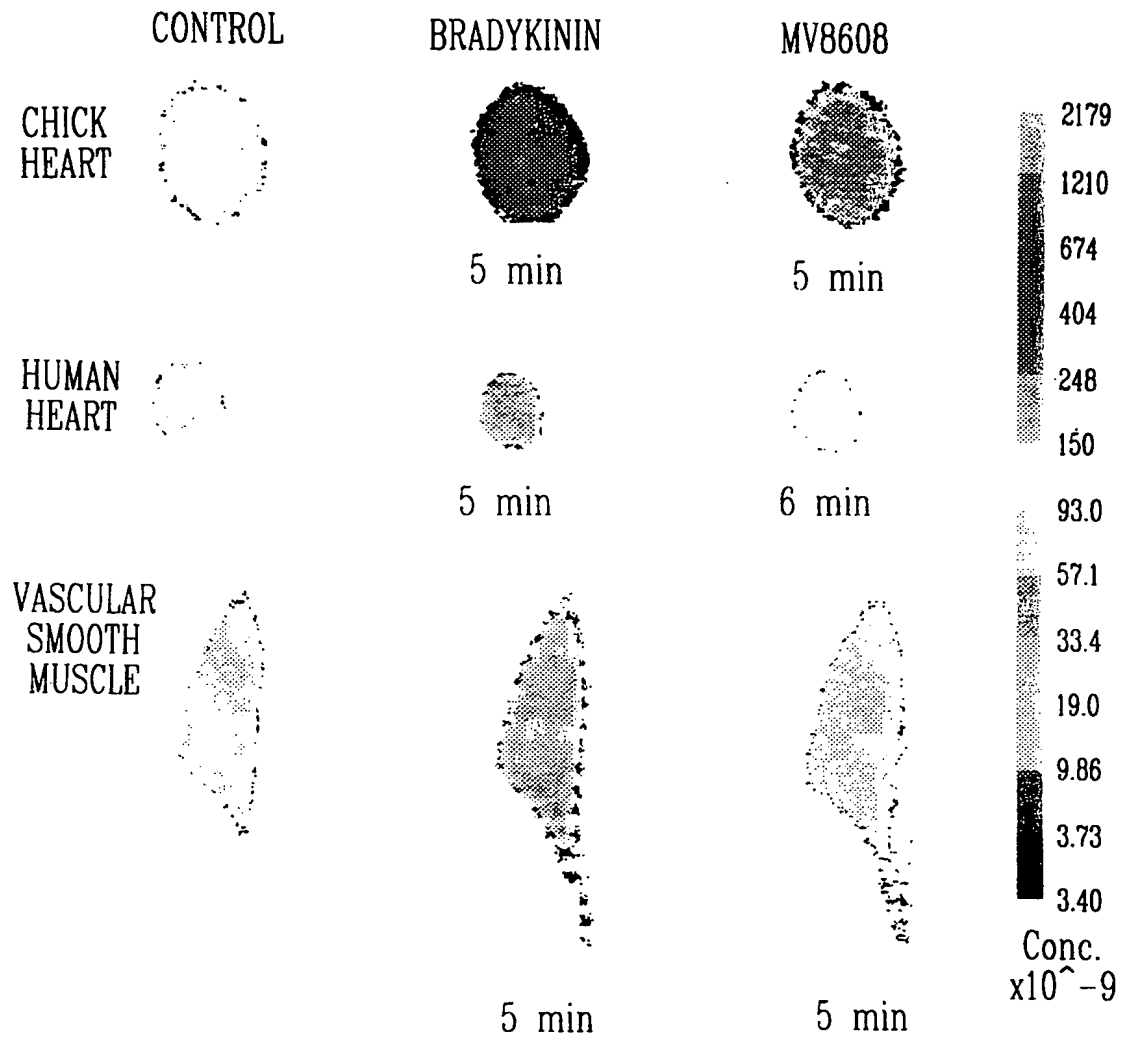 CONTROL
BRADYKININ
MV8608
CHICK
HEART
5 min
5 min
HUMAN
HEART
5 min
6 min
VASCULAR
SMOOTH
MUSCLE
5 min
5 min
2179
1210
674
404
248
150
93.0
57.1
33.4
19.0
9.86
3.73
3.40
Conc.
x10^-9